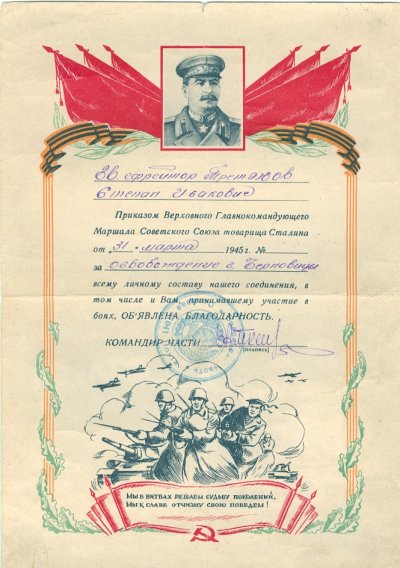 Гв ефрейтор Третьяков
Степан Иванович
Приказом Верховного Главнокомандующего
Маршала Советского Союза товарища Сталина
от "31" марта 1945 г. №
за освобождение г.
всему личному составу нашего соединения, в
том числе и Вам, принимавшему участие в
боях, ОБ'ЯВЛЕНА БЛАГОДАРНОСТЬ.
КОМАНДИР ЧАСТИ
(подпись)
МЫ В БИТВАХ РЕШАЕМ СУДЬБУ ПОКОЛЕНИЙ,
МЫ К СЛАВЕ ОТЧИЗНУ СВОЮ ПОВЕДЕМ!